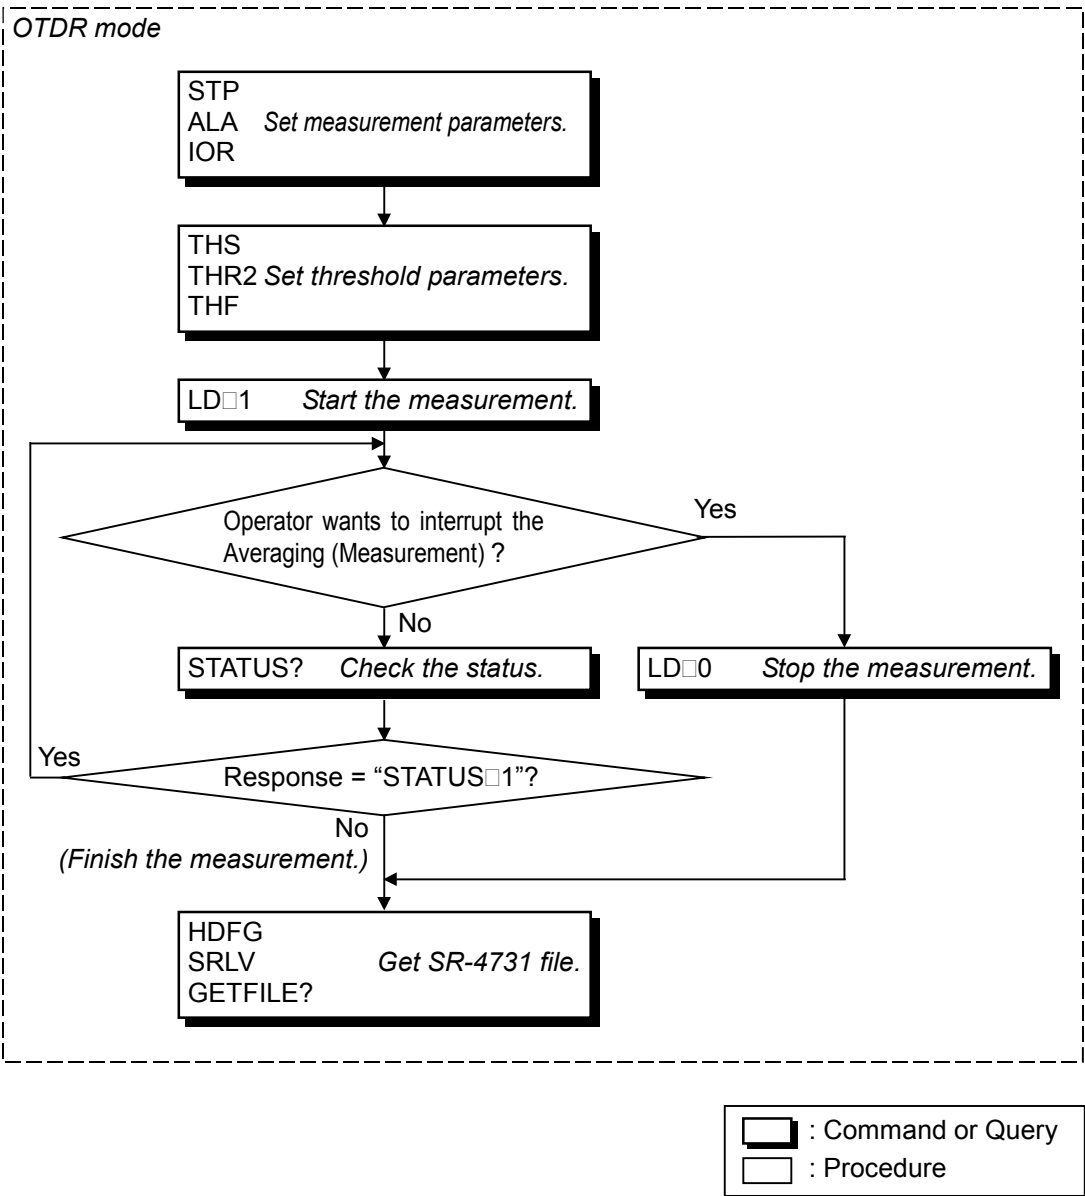 OTDR mode
STP
ALA Set measurement parameters.
IOR
THS
THR2 Set threshold parameters.
THF
LD□1 Start the measurement.
Operator wants to interrupt the
Averaging (Measurement) ?
Yes
No
STATUS? Check the status.
LD□0 Stop the measurement.
Yes
Response = “STATUS□1”?
No
(Finish the measurement.)
HDFG
SRLV Get SR-4731 file.
GETFILE?
: Command or Query
: Procedure